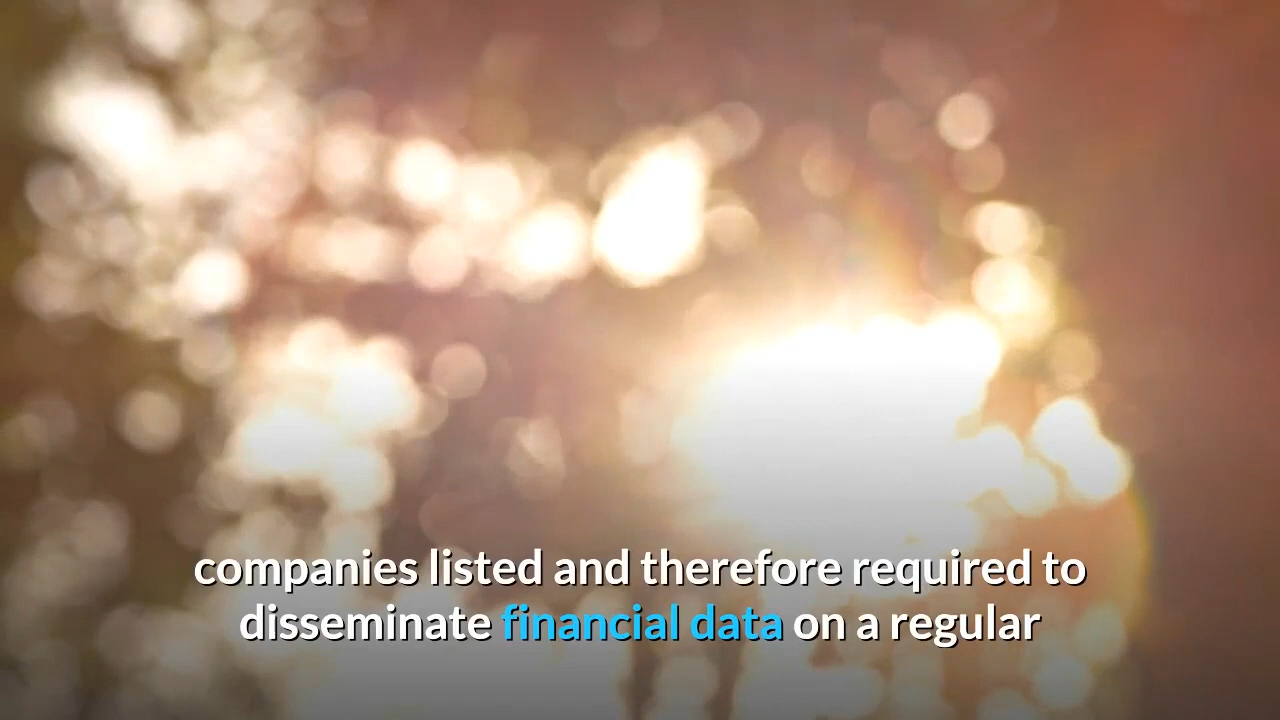 companies listed and therefore required to
disseminate financial data on a regular